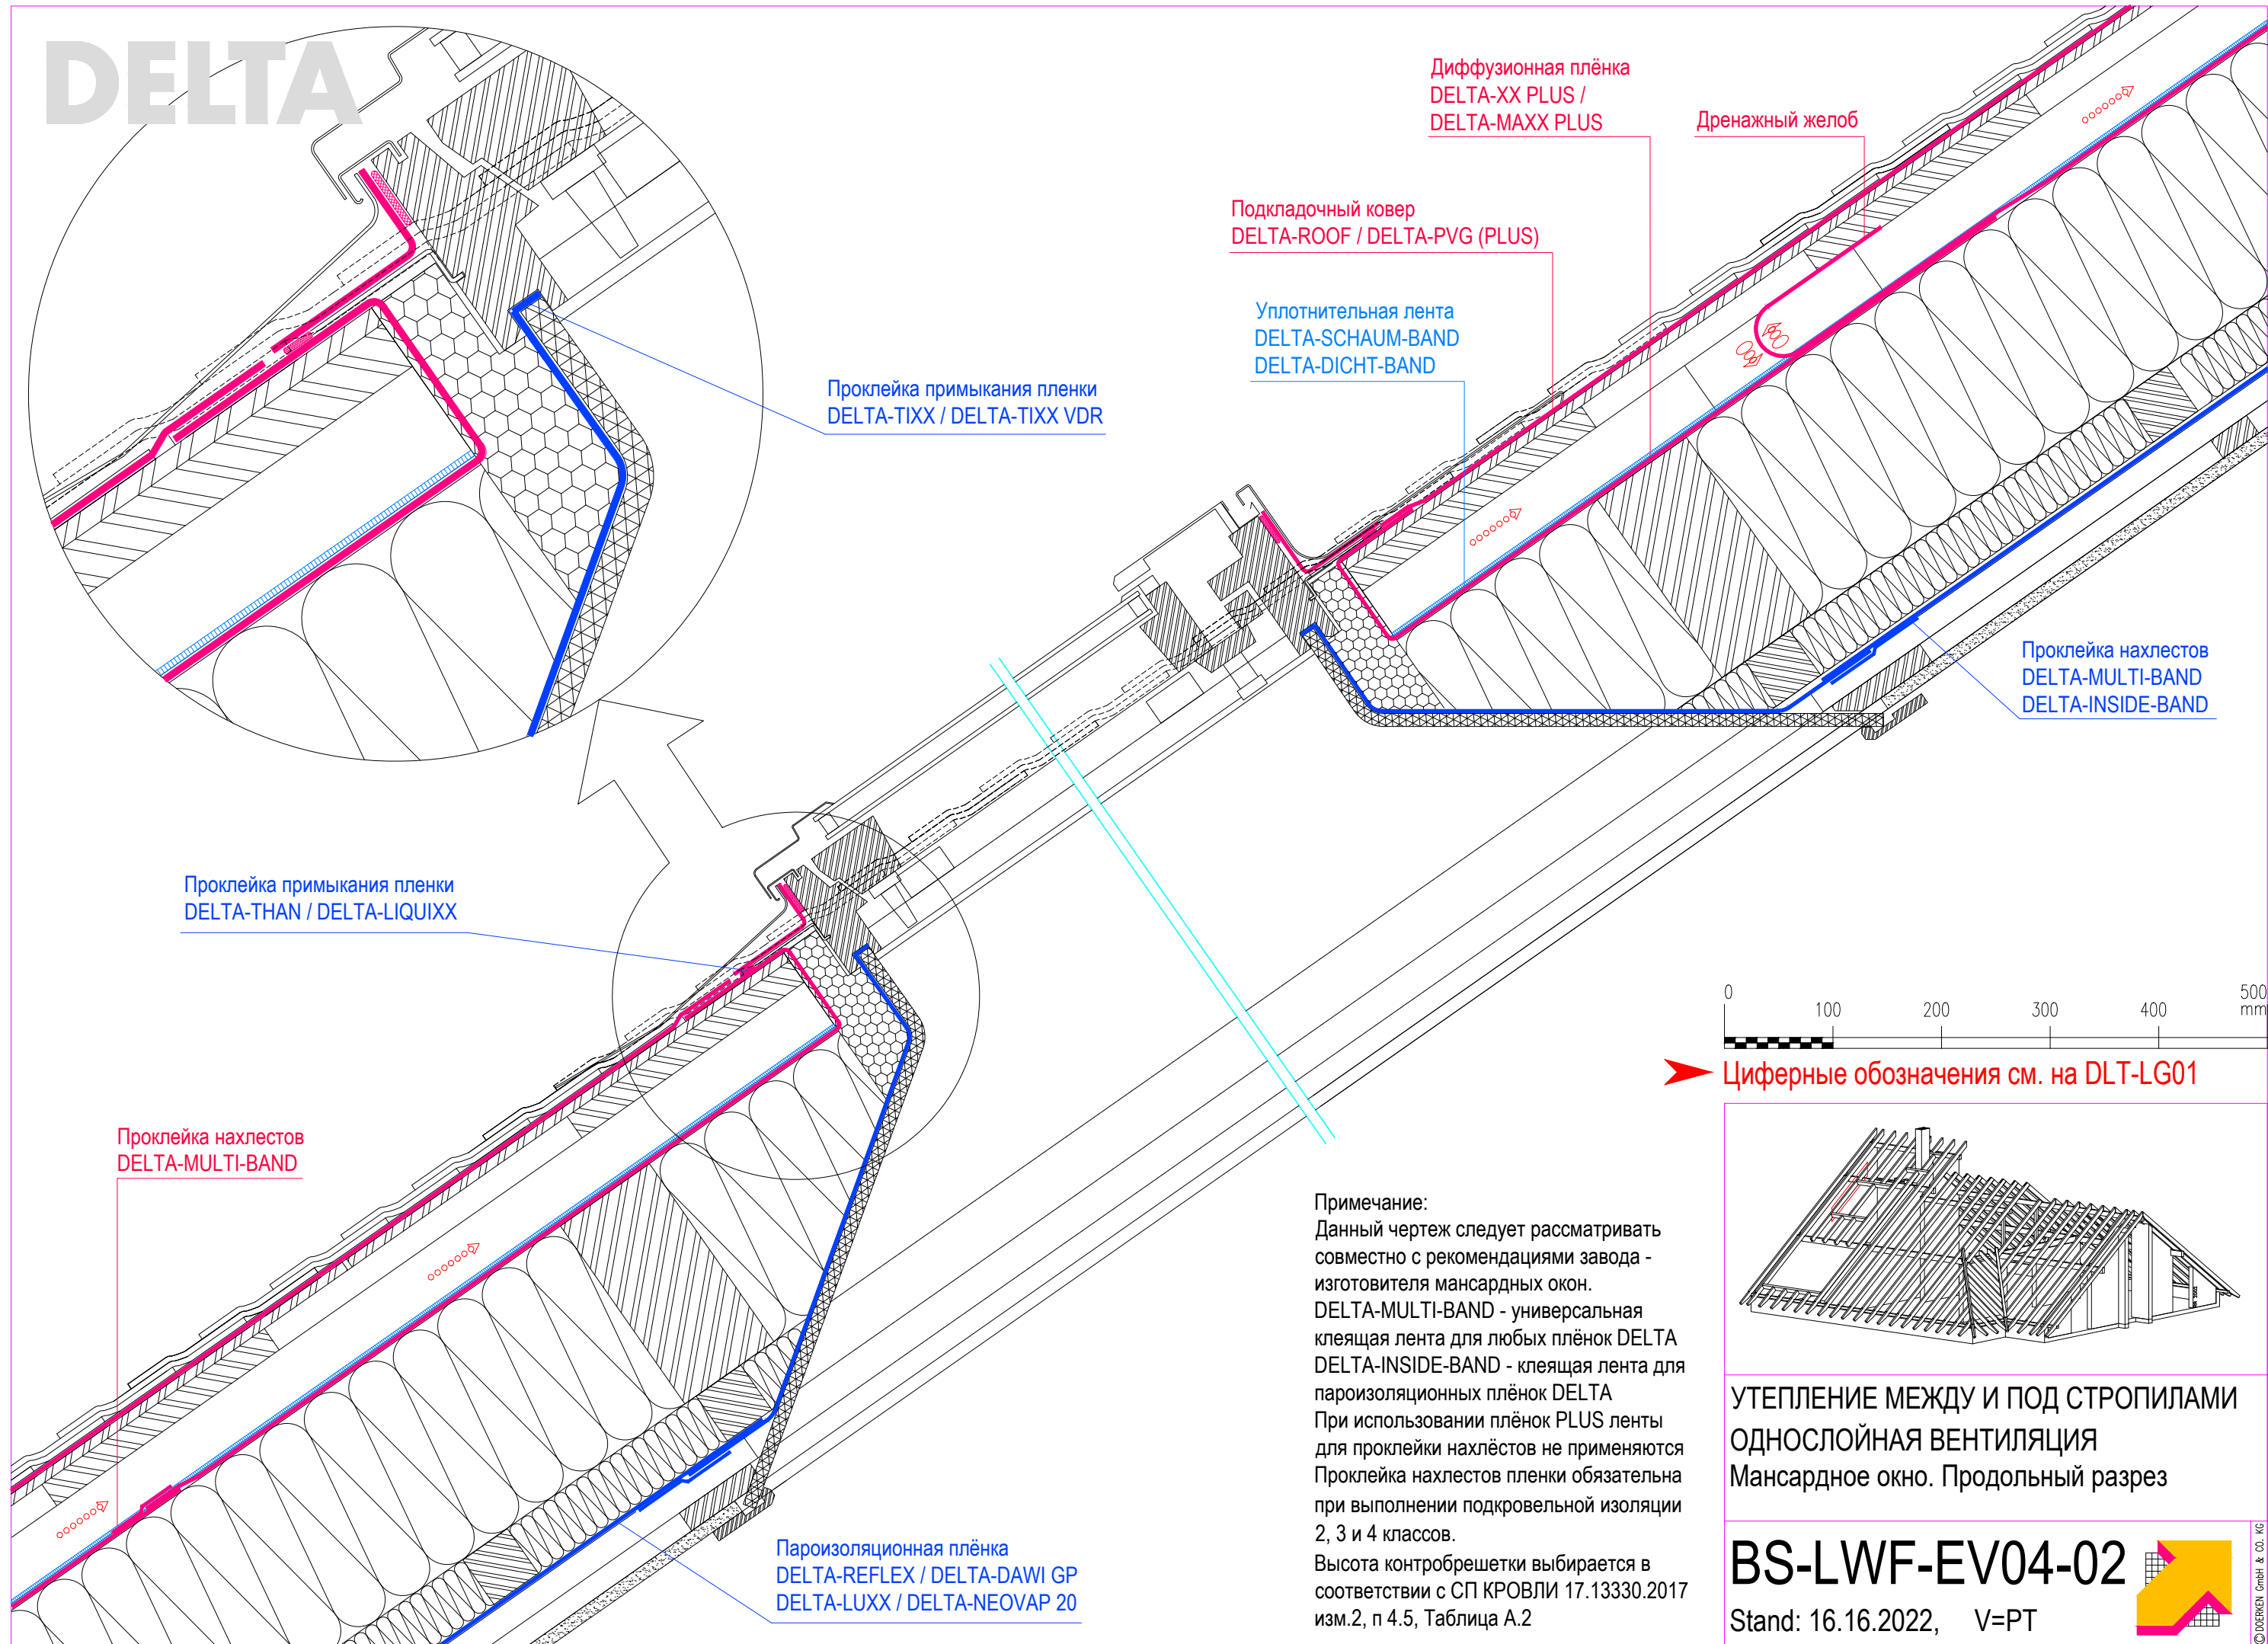 DELTA
Диффузионная плёнка
DELTA-XX PLUS /
DELTA-MAXX PLUS
Дренажный желоб
Подкладочный ковер
DELTA-ROOF / DELTA-PVG (PLUS)
Уплотнительная лента
DELTA-SCHAUM-BAND
DELTA-DICHT-BAND
Проклейка примыкания пленки
DELTA-TIXX / DELTA-TIXX VDR
Проклейка нахлестов
DELTA-MULTI-BAND
DELTA-INSIDE-BAND
Проклейка примыкания пленки
DELTA-THAN / DELTA-LIQUIXX
0 100 200 300 400 500
mm
Циферные обозначения см. на DLT-LG01
Проклейка нахлестов
DELTA-MULTI-BAND
Пароизоляционная плёнка
DELTA-REFLEX / DELTA-DAWI GP
DELTA-LUXX / DELTA-NEOVAP 20
Примечание:
Данный чертеж следует рассматривать
совместно с рекомендациями завода -
изготовителя мансардных окон.
DELTA-MULTI-BAND - универсальная
клеящая лента для любых плёнок DELTA
DELTA-INSIDE-BAND - клеящая лента для
пароизоляционных плёнок DELTA
При использовании плёнок PLUS ленты
для проклейки нахлёстов не применяются
Проклейка нахлестов пленки обязательна
при выполнении подкровельной изоляции
2, 3 и 4 классов.
Высота контробрешетки выбирается в
соответствии с СП КРОВЛИ 17.13330.2017
изм.2, п 4.5, Таблица А.2
УТЕПЛЕНИЕ МЕЖДУ И ПОД СТРОПИЛАМИ
ОДНОСЛОЙНАЯ ВЕНТИЛЯЦИЯ
Мансардное окно. Продольный разрез
BS-LWF-EV04-02
Stand: 16.16.2022, V=PT
© DOERKEN GmbH & CO. KG